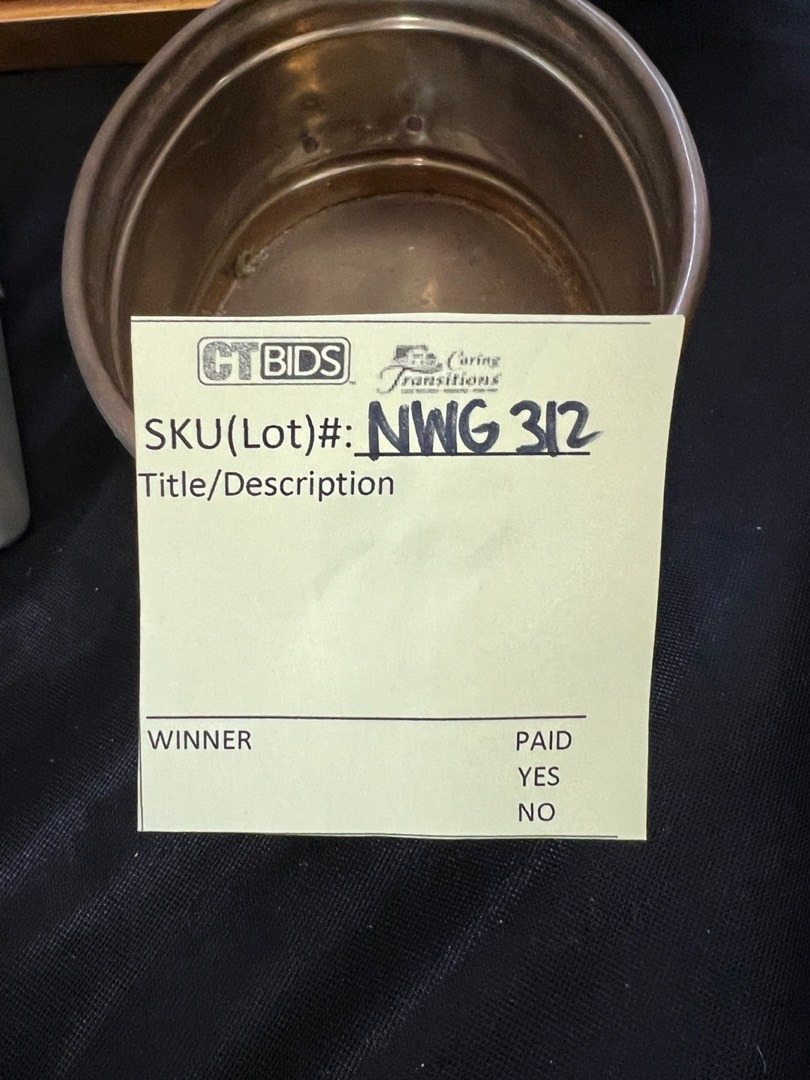 CTBIDS
Caring
Transitions
SKU(Lot)#: NWG 312
Title/Description
WINNER PAID
YES
NO